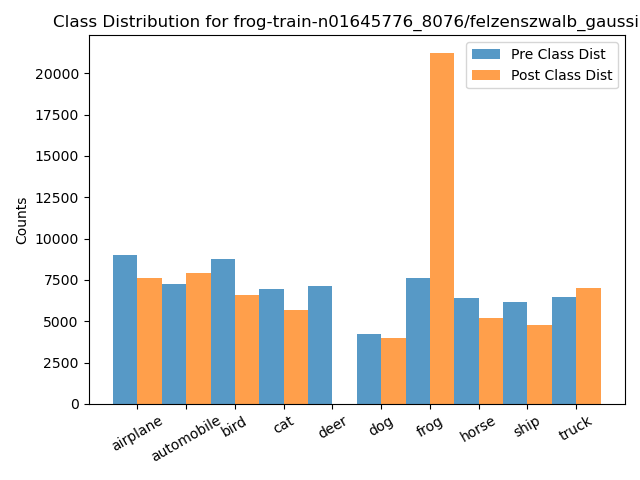 Class Distribution for frog-train-n01645776_8076/felzenszwalb_gaussi
Pre Class Dist
Post Class Dist
Counts
20000
17500
15000
12500
10000
7500
5000
2500
0
airplane
automobile
bird
cat
deer
dog
frog
horse
ship
truck